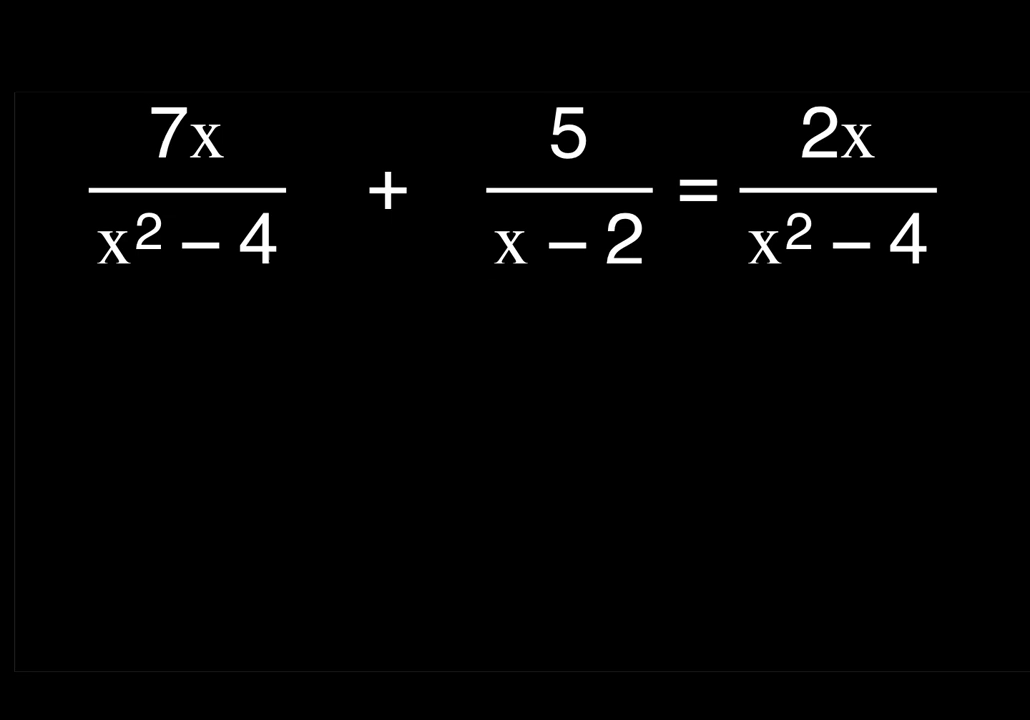 7x/(x² – 4) + 5/(x – 2) = 2x/(x² – 4)